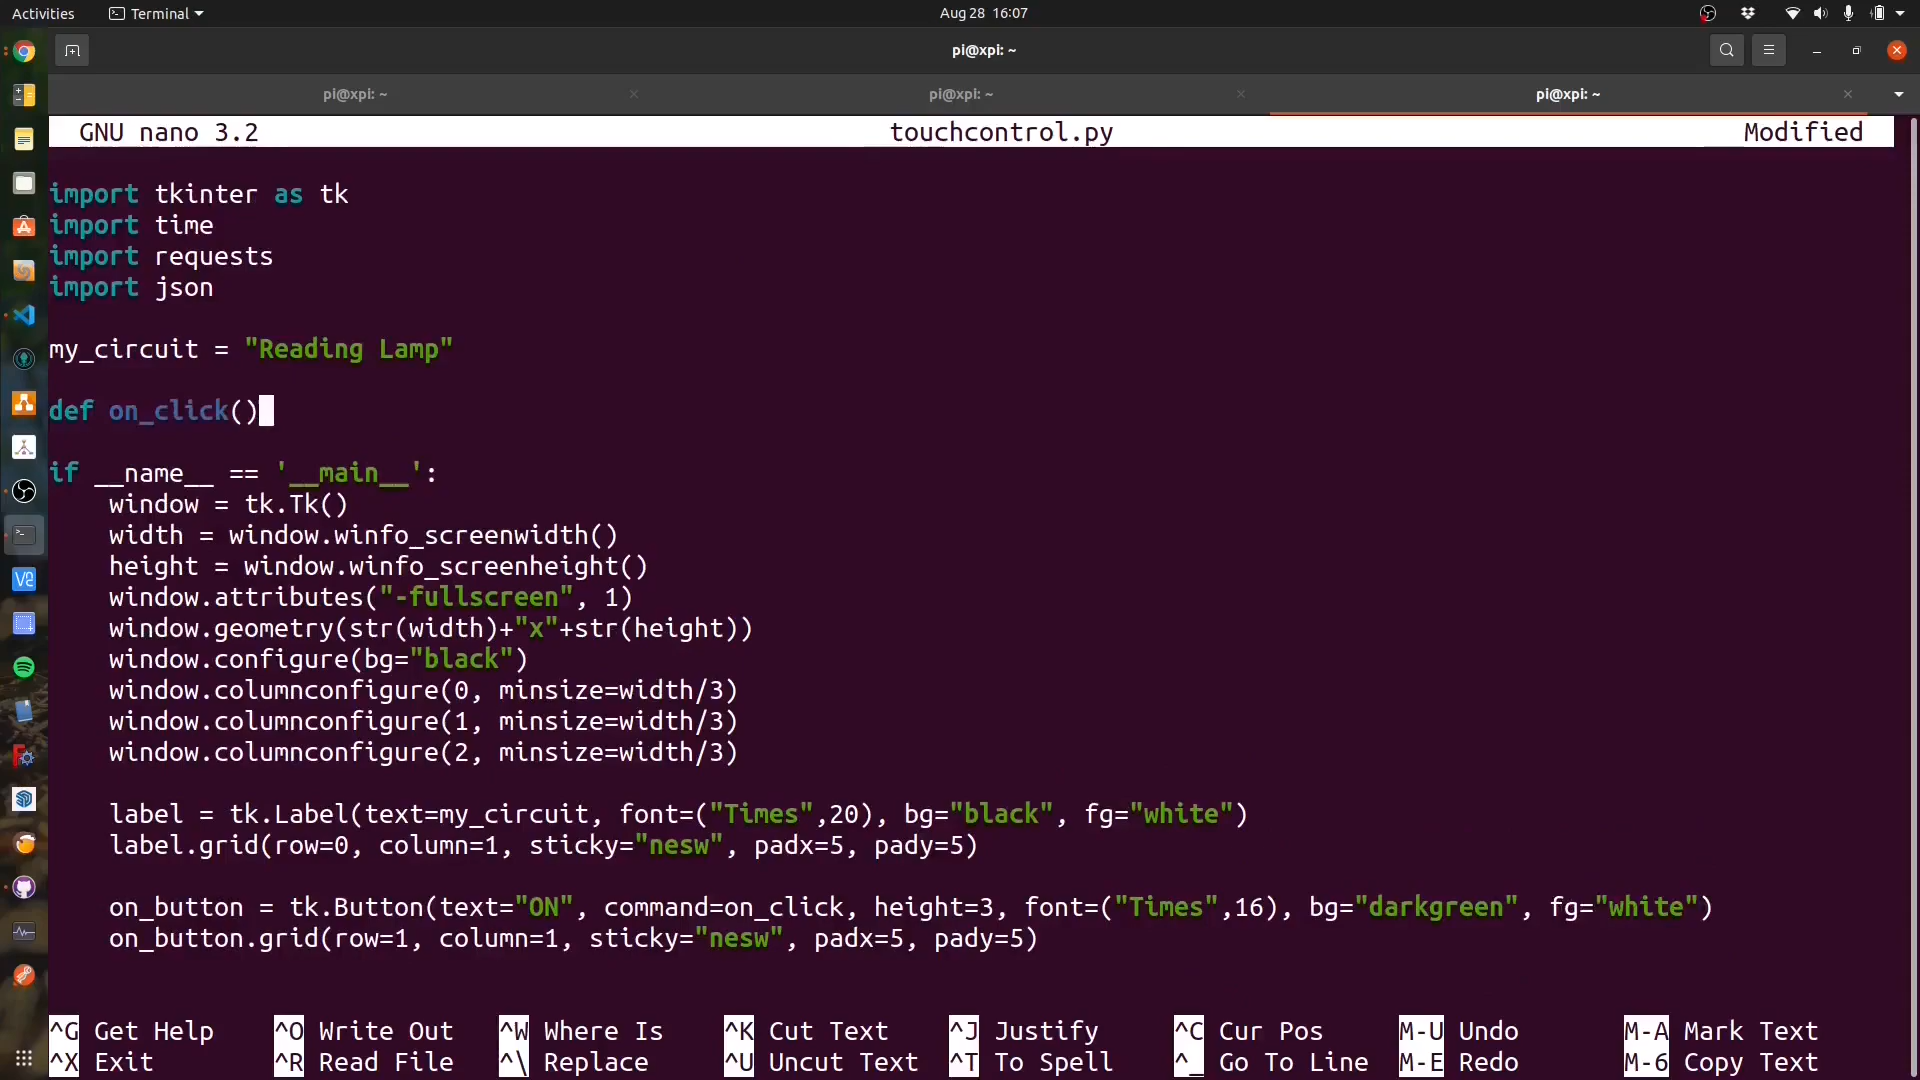 Activities Terminal Aug 28 16:07
pi@xpi: ~
pi@xpi: ~ pi@xpi: ~ pi@xpi: ~
GNU nano 3.2 touchcontrol.py Modified
import tkinter as tk
import time
import requests
import json
my_circuit = "Reading Lamp"
def on_click()
if __name__ == '__main__':
    window = tk.Tk()
    width = window.winfo_screenwidth()
    height = window.winfo_screenheight()
    window.attributes("-fullscreen", 1)
    window.geometry(str(width)+"x"+str(height))
    window.configure(bg="black")
    window.columnconfigure(0, minsize=width/3)
    window.columnconfigure(1, minsize=width/3)
    window.columnconfigure(2, minsize=width/3)
    label = tk.Label(text=my_circuit, font=("Times",20), bg="black", fg="white")
    label.grid(row=0, column=1, sticky="nesw", padx=5, pady=5)
    on_button = tk.Button(text="ON", command=on_click, height=3, font=("Times",16), bg="darkgreen", fg="white")
    on_button.grid(row=1, column=1, sticky="nesw", padx=5, pady=5)
^G Get Help ^O Write Out ^W Where Is ^K Cut Text ^J Justify ^C Cur Pos M-U Undo M-A Mark Text
^X Exit ^R Read File ^\ Replace ^U Uncut Text ^T To Spell ^_ Go To Line M-E Redo M-6 Copy Text